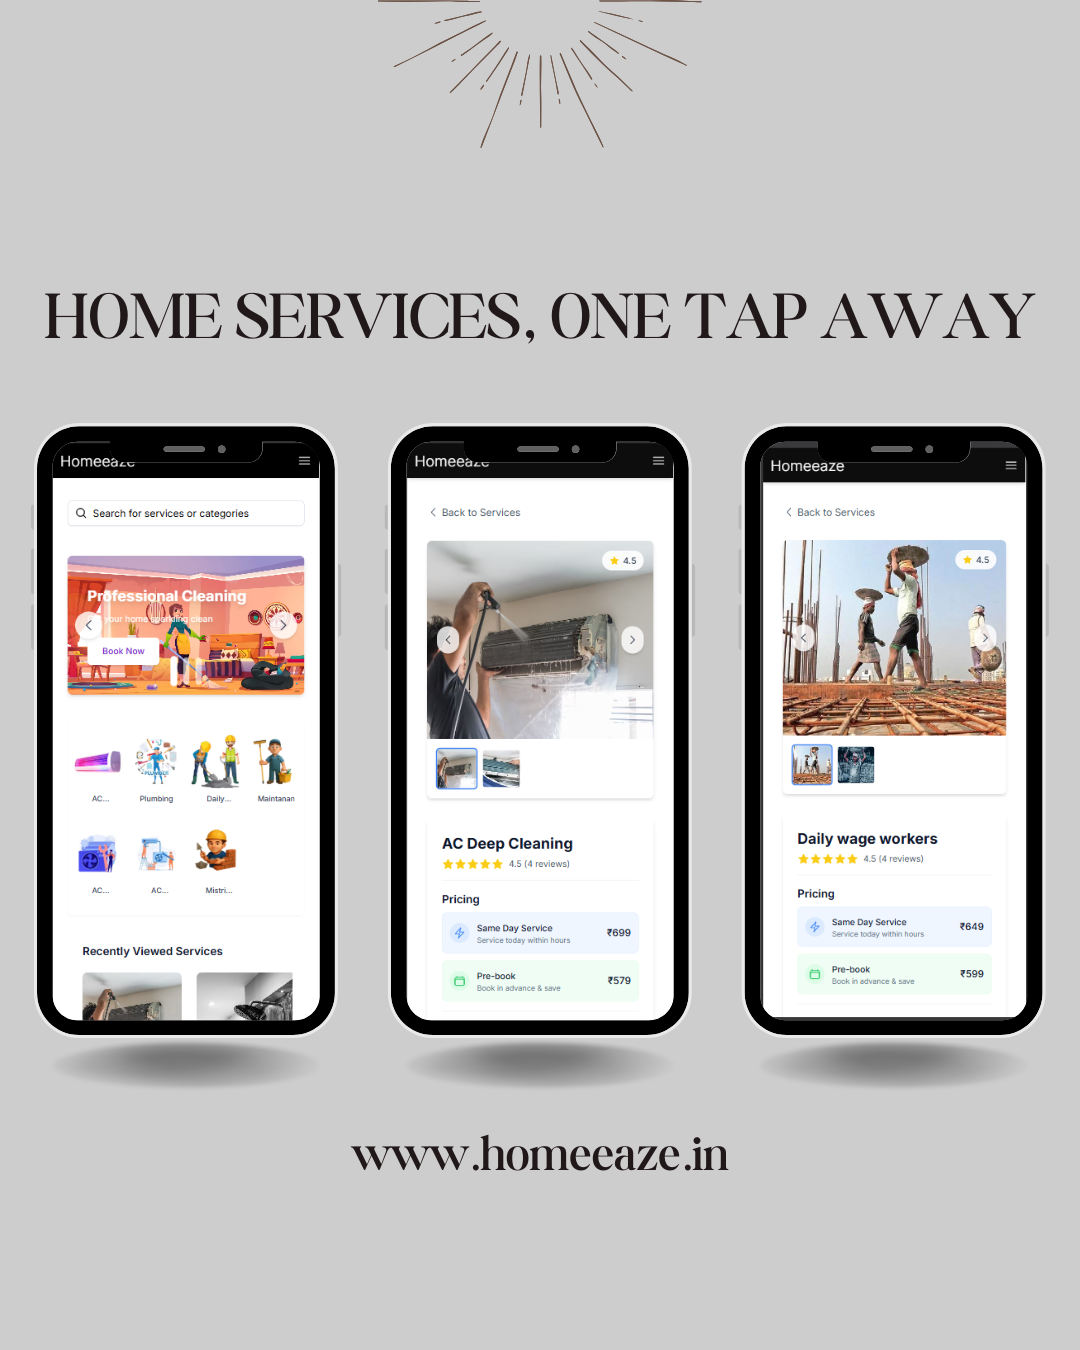 HOME SERVICES, ONE TAP AWAY
Homeeaze
Search for services or categories
Professional Cleaning
your home sparkling clean
Book Now
AC...
Plumbing
Daily...
Maintanan
AC...
AC...
Mistri...
Recently Viewed Services
Homeeaze
Back to Services
4.5
AC Deep Cleaning
4.5 (4 reviews)
Pricing
Same Day Service
Service today within hours
₹699
Pre-book
Book in advance & save
₹579
Homeeaze
Back to Services
4.5
Daily wage workers
4.5 (4 reviews)
Pricing
Same Day Service
Service today within hours
₹649
Pre-book
Book in advance & save
₹599
www.homeeaze.in